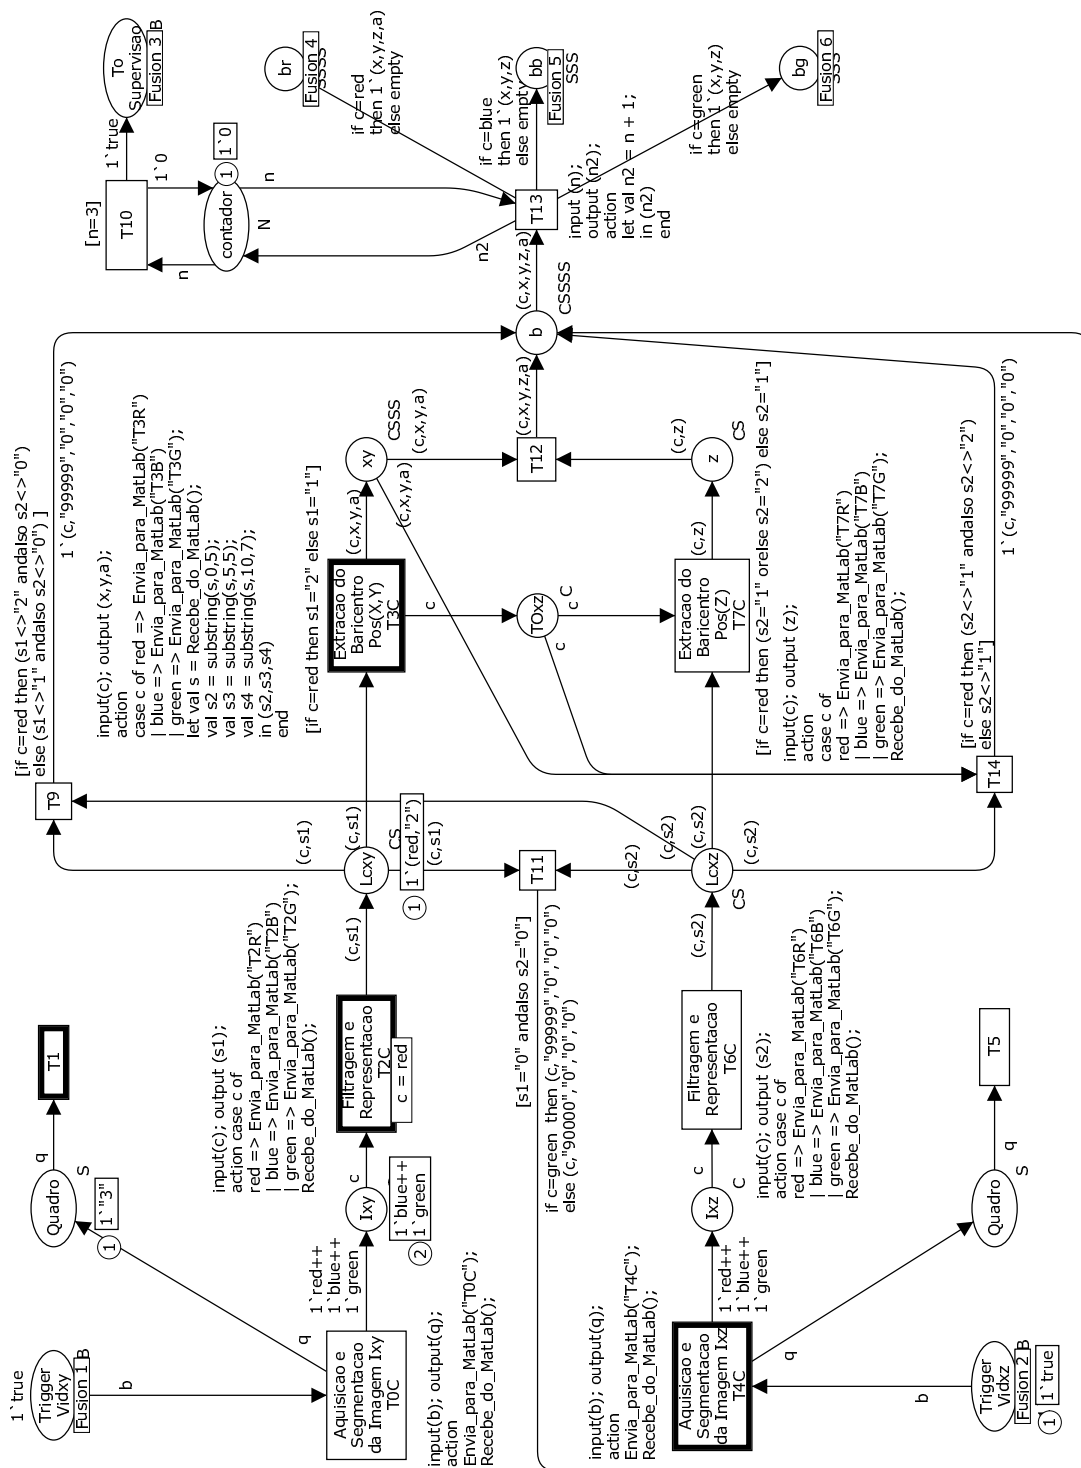 1`true
Trigger
Vidxy
Fusion 1
B
b
Aquisicao e
Segmentacao
da Imagem Ixy
T0C
input(b); output(q);
action
Envia_para_MatLab("T0C");
Recebe_do_MatLab();
q
Quadro
S
1
1`"3"
q
T1
1`red++
1`blue++
1`green
Ixy
C
2
1`blue++
1`green
c
input(c); output (s1);
action case c of
red => Envia_para_MatLab("T2R")
| blue => Envia_para_MatLab("T2B")
| green => Envia_para_MatLab("T2G");
Recebe_do_MatLab();
Filtragem e
Representacao
T2C
c = red
(c,s1)
Lcxy
CS
1
1`(red,"2")
(c,s1)
(c,s1)
(c,s1)
T9
[if c=red then (s1<>"2" andalso s2<>"0")
else (s1<>"1" andalso s2<>"0") ]
1`(c,"99999","0","0","0")
input(c); output (x,y,a);
action
case c of red => Envia_para_MatLab("T3R")
| blue => Envia_para_MatLab("T3B")
| green => Envia_para_MatLab("T3G");
let val s = Recebe_do_MatLab();
val s2 = substring(s,0,5);
val s3 = substring(s,5,5);
val s4 = substring(s,10,7);
in (s2,s3,s4)
end
[if c=red then s1="2" else s1="1"]
Extracao do
Baricentro
Pos(X,Y)
T3C
(c,x,y,a)
xy
CSSS
(c,x,y,a)
(c,x,y,a)
c
TOxz
C
c
c
T12
(c,x,y,z,a)
b
CSSSS
(c,x,y,z,a)
T13
input (n);
output (n2);
action
let val n2 = n + 1;
in (n2)
end
n2
n
contador
N
1
1`0
n
1`0
[n=3]
T10
1`true
To
Supervisao
Fusion 3
B
if c=red
then 1`(x,y,z,a)
else empty
br
Fusion 4
SSSS
if c=blue
then 1`(x,y,z)
else empty
bb
Fusion 5
SSS
if c=green
then 1`(x,y,z)
else empty
bg
Fusion 6
SSS
T11
[s1="0" andalso s2="0"]
if c=green then (c,"99999","0","0","0")
else (c,"90000","0","0","0")
Trigger
Vidxz
Fusion 2
B
1
1`true
b
Aquisicao e
Segmentacao
da Imagem Ixz
T4C
input(b); output(q);
action
Envia_para_MatLab("T4C");
Recebe_do_MatLab();
q
Quadro
S
q
T5
1`red++
1`blue++
1`green
Ixz
C
c
input(c); output (s2);
action case c of
red => Envia_para_MatLab("T6R")
| blue => Envia_para_MatLab("T6B")
| green => Envia_para_MatLab("T6G");
Recebe_do_MatLab();
Filtragem e
Representacao
T6C
(c,s2)
Lcxz
CS
(c,s2)
(c,s2)
(c,s2)
(c,s2)
T14
[if c=red then (s2<>"1" andalso s2<>"2")
else s2<>"1"]
1`(c,"99999","0","0","0")
[if c=red then (s2="1" orelse s2="2") else s2="1"]
input(c); output (z);
action
case c of
red => Envia_para_MatLab("T7R")
| blue => Envia_para_MatLab("T7B")
| green => Envia_para_MatLab("T7G");
Recebe_do_MatLab();
Extracao do
Baricentro
Pos(Z)
T7C
(c,z)
z
CS
(c,z)